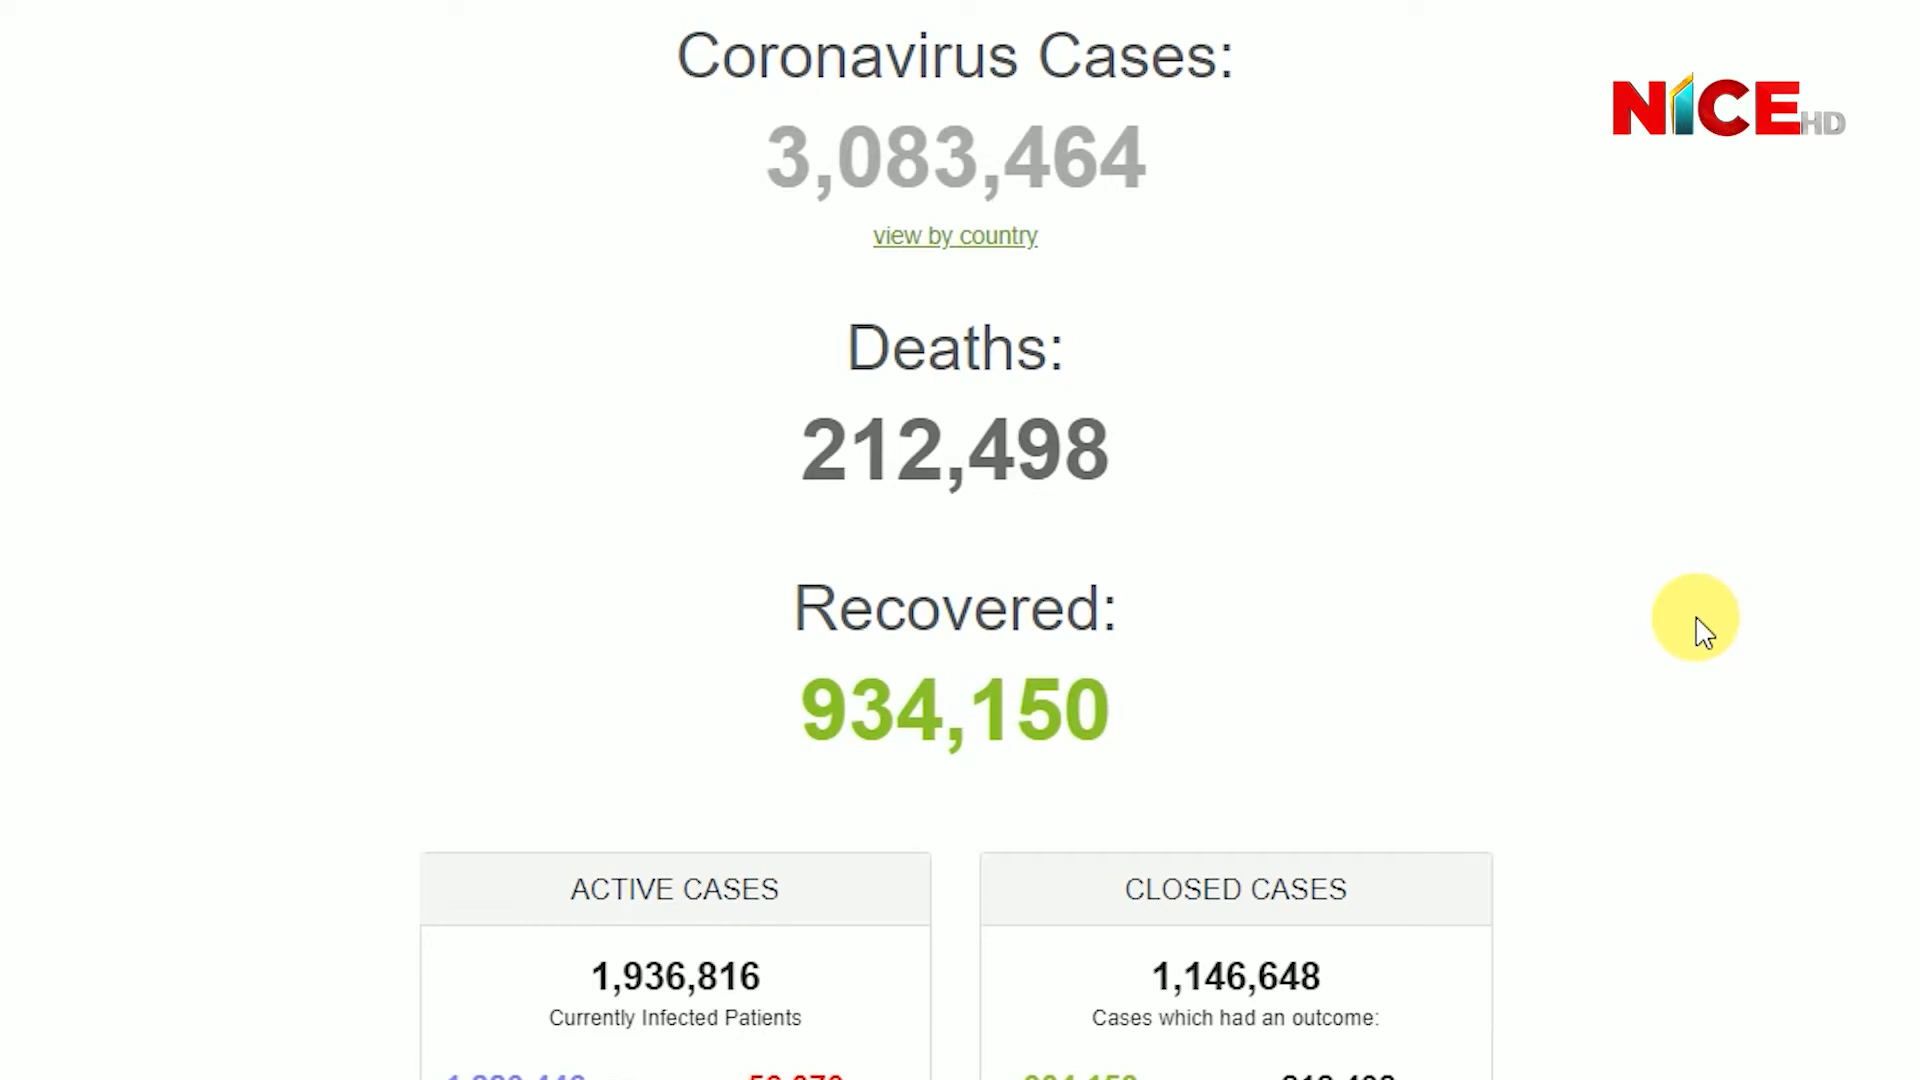 Coronavirus Cases:
NICE HD
3,083,464
view by country
Deaths:
212,498
Recovered:
934,150
ACTIVE CASES
1,936,816
Currently Infected Patients
CLOSED CASES
1,146,648
Cases which had an outcome: